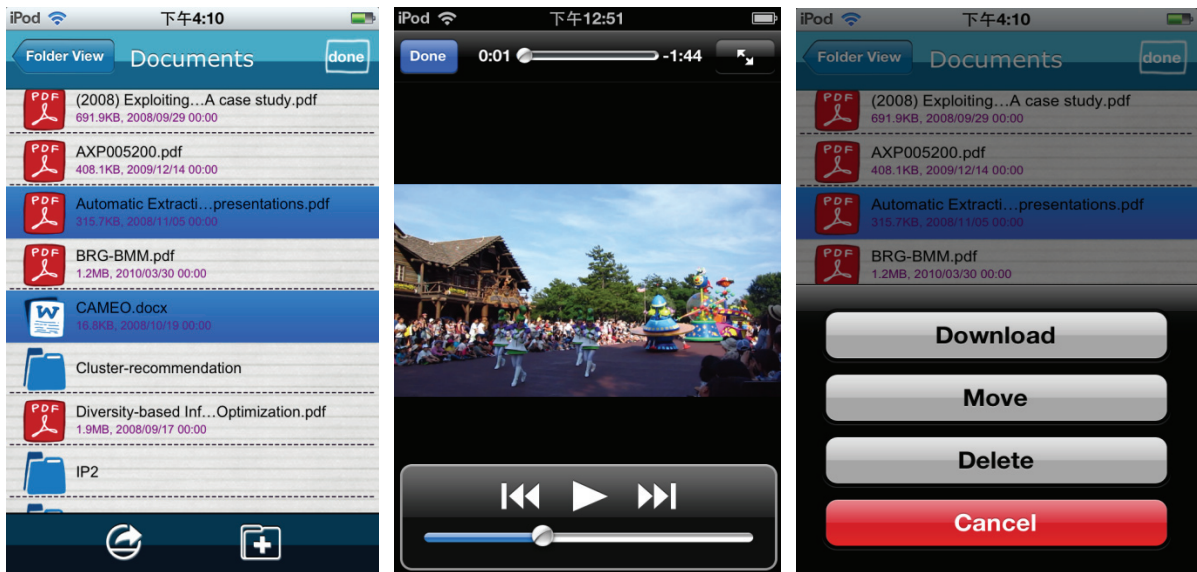 iPod 下午4:10
Folder View Documents done
PDF (2008) Exploiting...A case study.pdf
691.9KB, 2008/09/29 00:00
PDF AXP005200.pdf
408.1KB, 2009/12/14 00:00
PDF Automatic Extracti...presentations.pdf
315.7KB, 2008/11/05 00:00
PDF BRG-BMM.pdf
1.2MB, 2010/03/30 00:00
W CAMEO.docx
16.8KB, 2008/10/19 00:00
Cluster-recommendation
PDF Diversity-based Inf...Optimization.pdf
1.9MB, 2008/09/17 00:00
IP2
iPod 下午12:51
Done 0:01 -1:44
iPod 下午4:10
Folder View Documents done
PDF (2008) Exploiting...A case study.pdf
691.9KB, 2008/09/29 00:00
PDF AXP005200.pdf
408.1KB, 2009/12/14 00:00
PDF Automatic Extracti...presentations.pdf
315.7KB, 2008/11/05 00:00
PDF BRG-BMM.pdf
1.2MB, 2010/03/30 00:00
Download
Move
Delete
Cancel